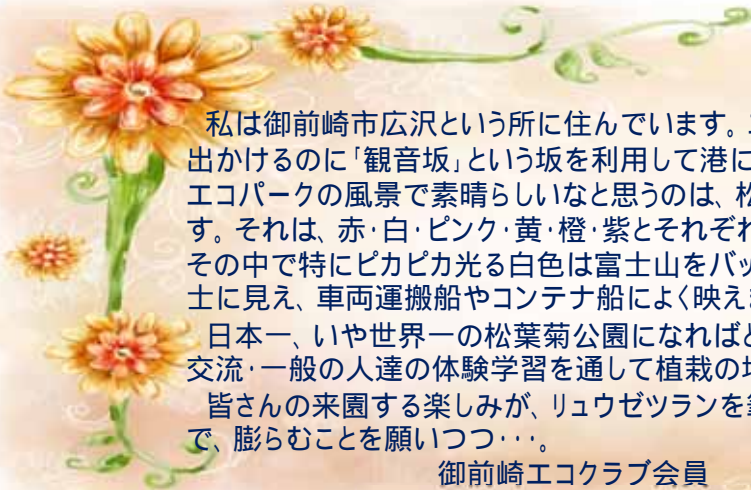 私は御前崎市広沢という所に住んでいます。
出かけるのに「観音坂」という坂を利用して港に
エコパークの風景で素晴らしいなと思うのは、松
す。それは、赤・白・ピンク・黄・橙・紫とそれぞれ
その中で特にピカピカ光る白色は富士山をバッ
士に見え、車両運搬船やコンテナ船によく映え
日本一、いや世界一の松葉菊公園になれば
交流・一般の人達の体験学習を通して植栽の
皆さんの来園する楽しみが、リュウゼツランを
で、膨らむことを願いつつ・・・。
御前崎エコクラブ会員